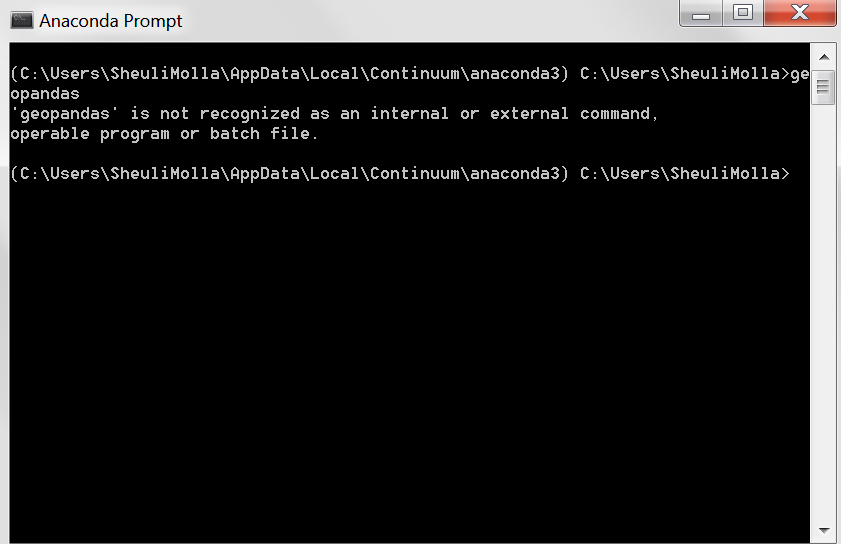 Anaconda Prompt
(C:\Users\SheuliMolla\AppData\Local\Continuum\anaconda3) C:\Users\SheuliMolla>ge
opandas
'geopandas' is not recognized as an internal or external command,
operable program or batch file.
(C:\Users\SheuliMolla\AppData\Local\Continuum\anaconda3) C:\Users\SheuliMolla>